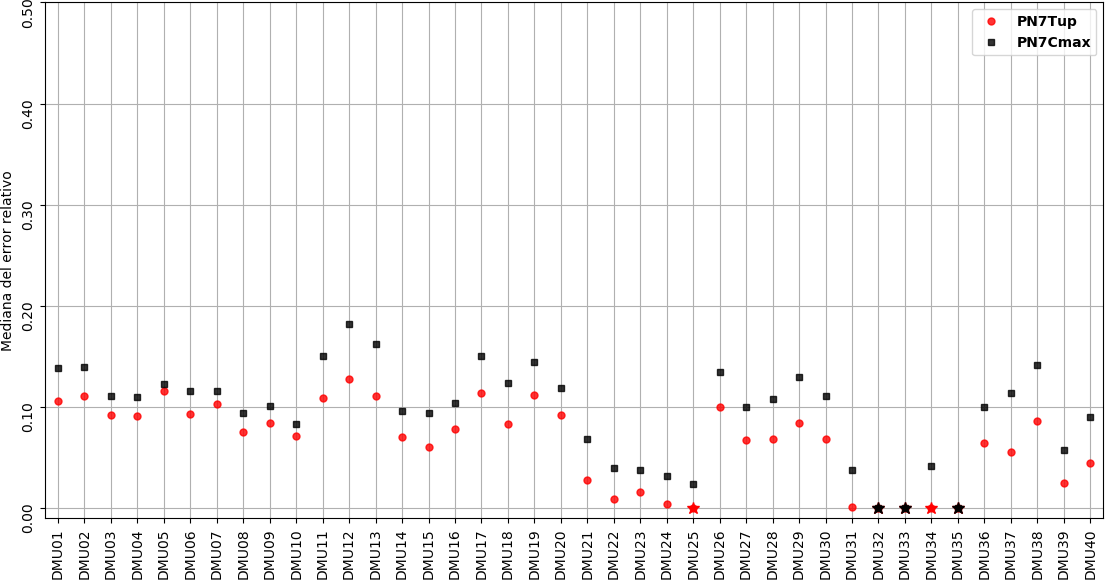 PN7Tup
PN7Cmax
Mediana del error relativo
0.50
0.40
0.30
0.20
0.10
0.00
DMU01
DMU02
DMU03
DMU04
DMU05
DMU06
DMU07
DMU08
DMU09
DMU10
DMU11
DMU12
DMU13
DMU14
DMU15
DMU16
DMU17
DMU18
DMU19
DMU20
DMU21
DMU22
DMU23
DMU24
DMU25
DMU26
DMU27
DMU28
DMU29
DMU30
DMU31
DMU32
DMU33
DMU34
DMU35
DMU36
DMU37
DMU38
DMU39
DMU40